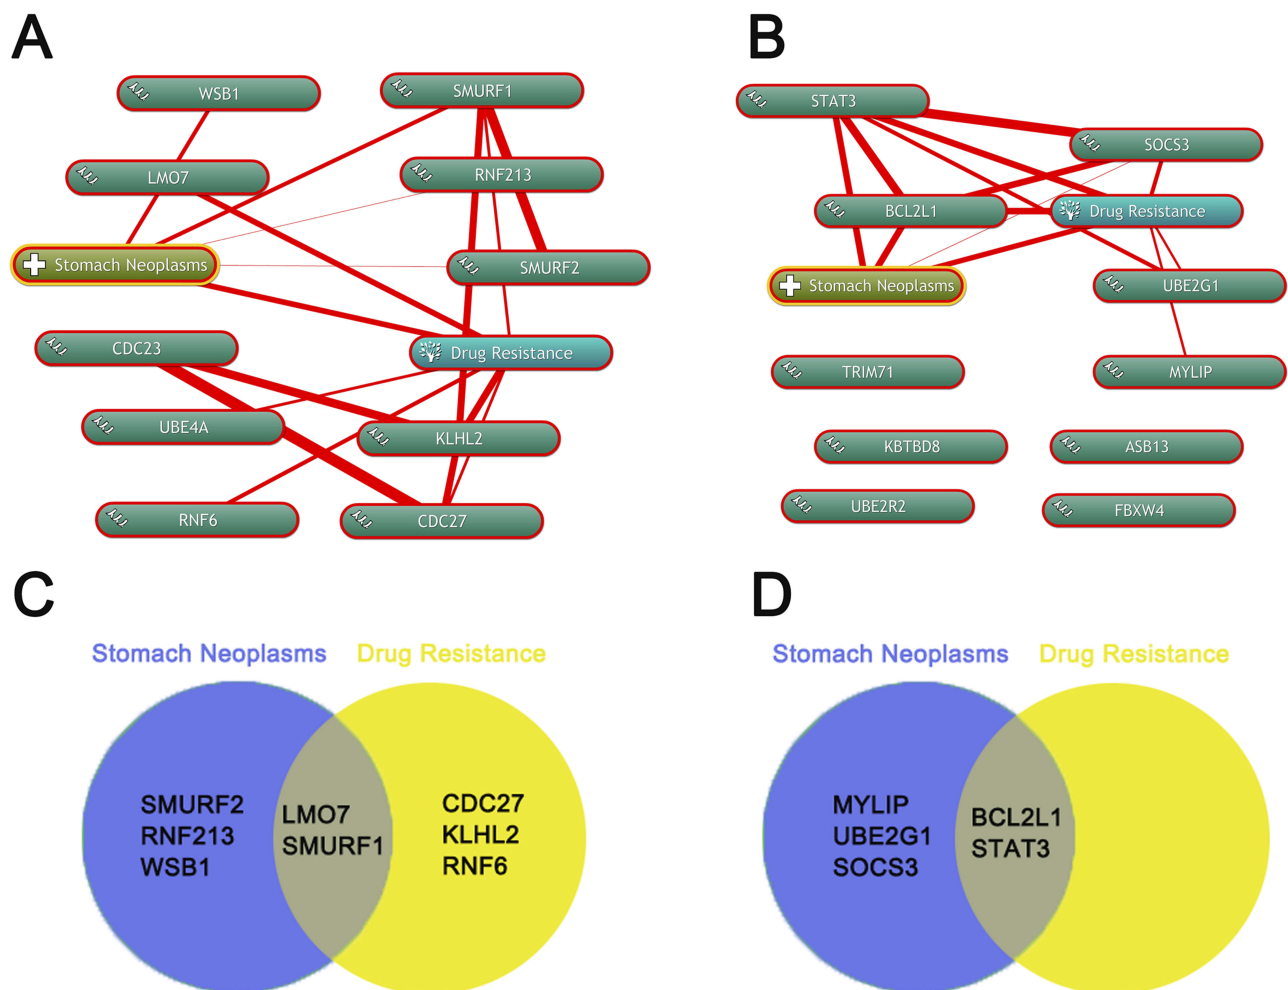 A
B
WSB1
SMURF1
LMO7
RNF213
Stomach Neoplasms
SMURF2
CDC23
Drug Resistance
UBE4A
KLHL2
RNF6
CDC27
STAT3
SOCS3
BCL2L1
Drug Resistance
Stomach Neoplasms
UBE2G1
TRIM71
MYLIP
KBTBD8
ASB13
UBE2R2
FBXW4
C
Stomach Neoplasms
Drug Resistance
SMURF2
RNF213
WSB1
LMO7
SMURF1
CDC27
KLHL2
RNF6
D
Stomach Neoplasms
Drug Resistance
MYLIP
UBE2G1
SOCS3
BCL2L1
STAT3